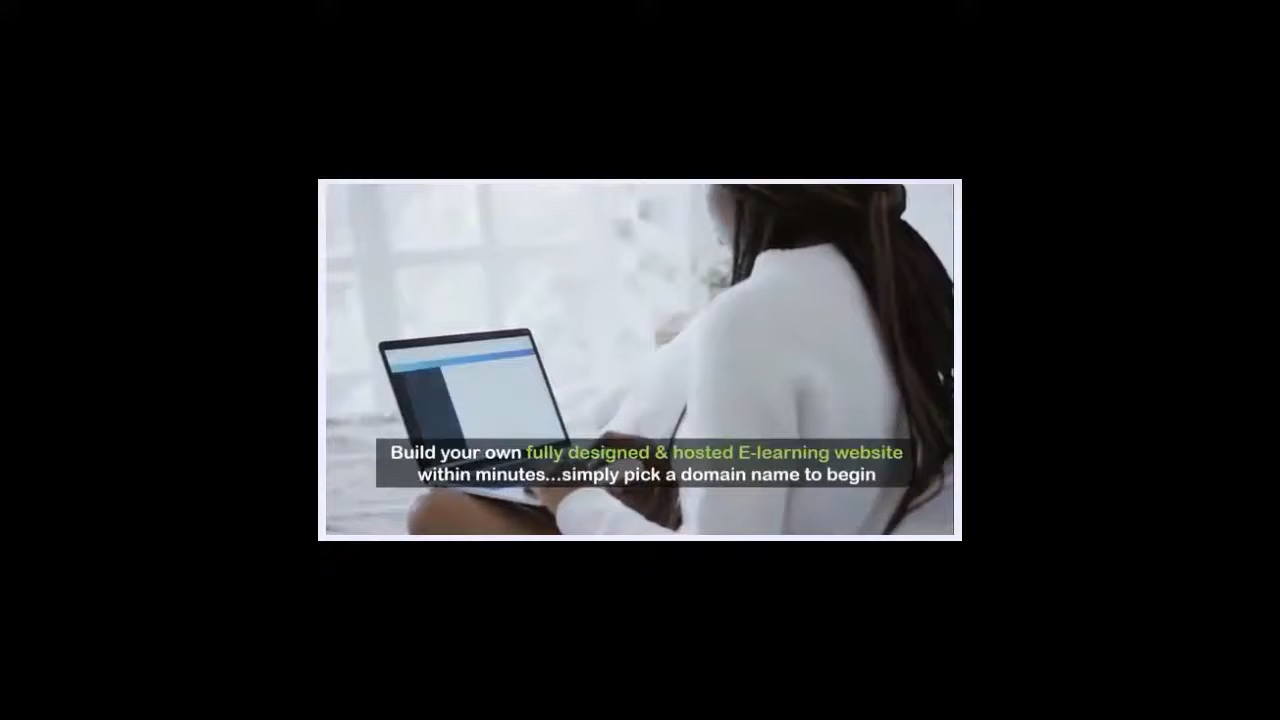 Build your own fully designed & hosted E-learning website
within minutes...simply pick a domain name to begin